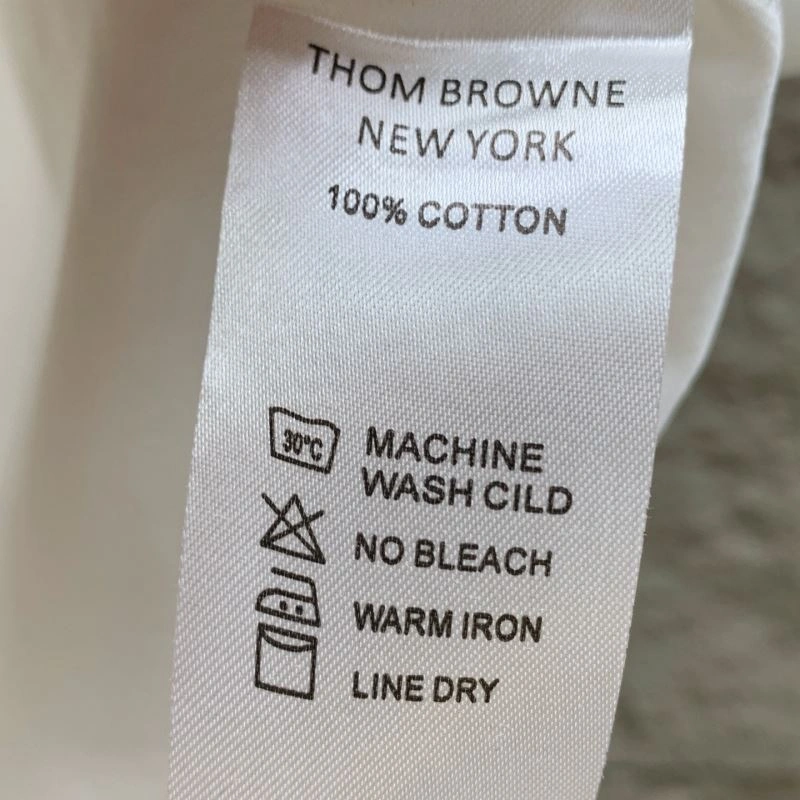 THOM BROWNE
NEW YORK
100% COTTON
30°C
MACHINE
WASH CILD
NO BLEACH
WARM IRON
LINE DRY